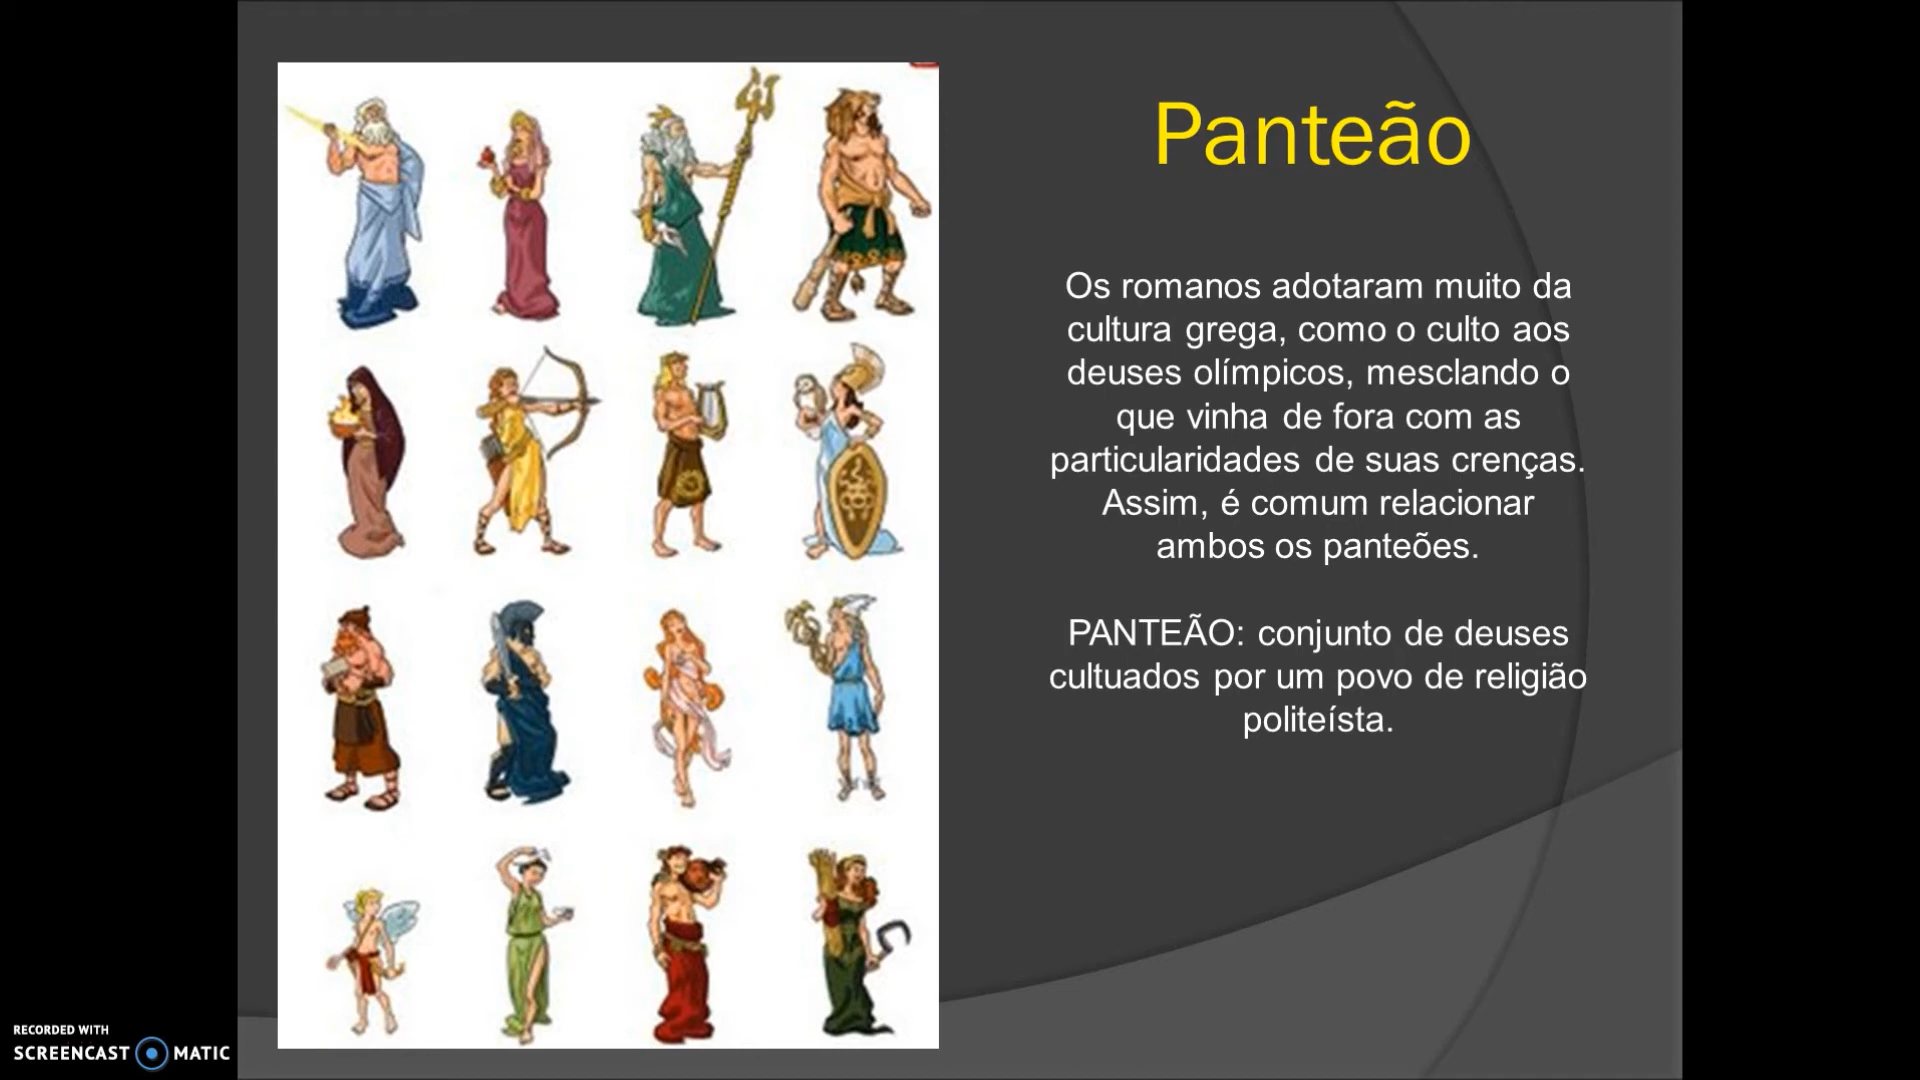 Panteão
Os romanos adotaram muito da
cultura grega, como o culto aos
deuses olímpicos, mesclando o
que vinha de fora com as
particularidades de suas crenças.
Assim, é comum relacionar
ambos os panteões.
PANTEÃO: conjunto de deuses
cultuados por um povo de religião
politeísta.
RECORDED WITH
SCREENCAST MATIC